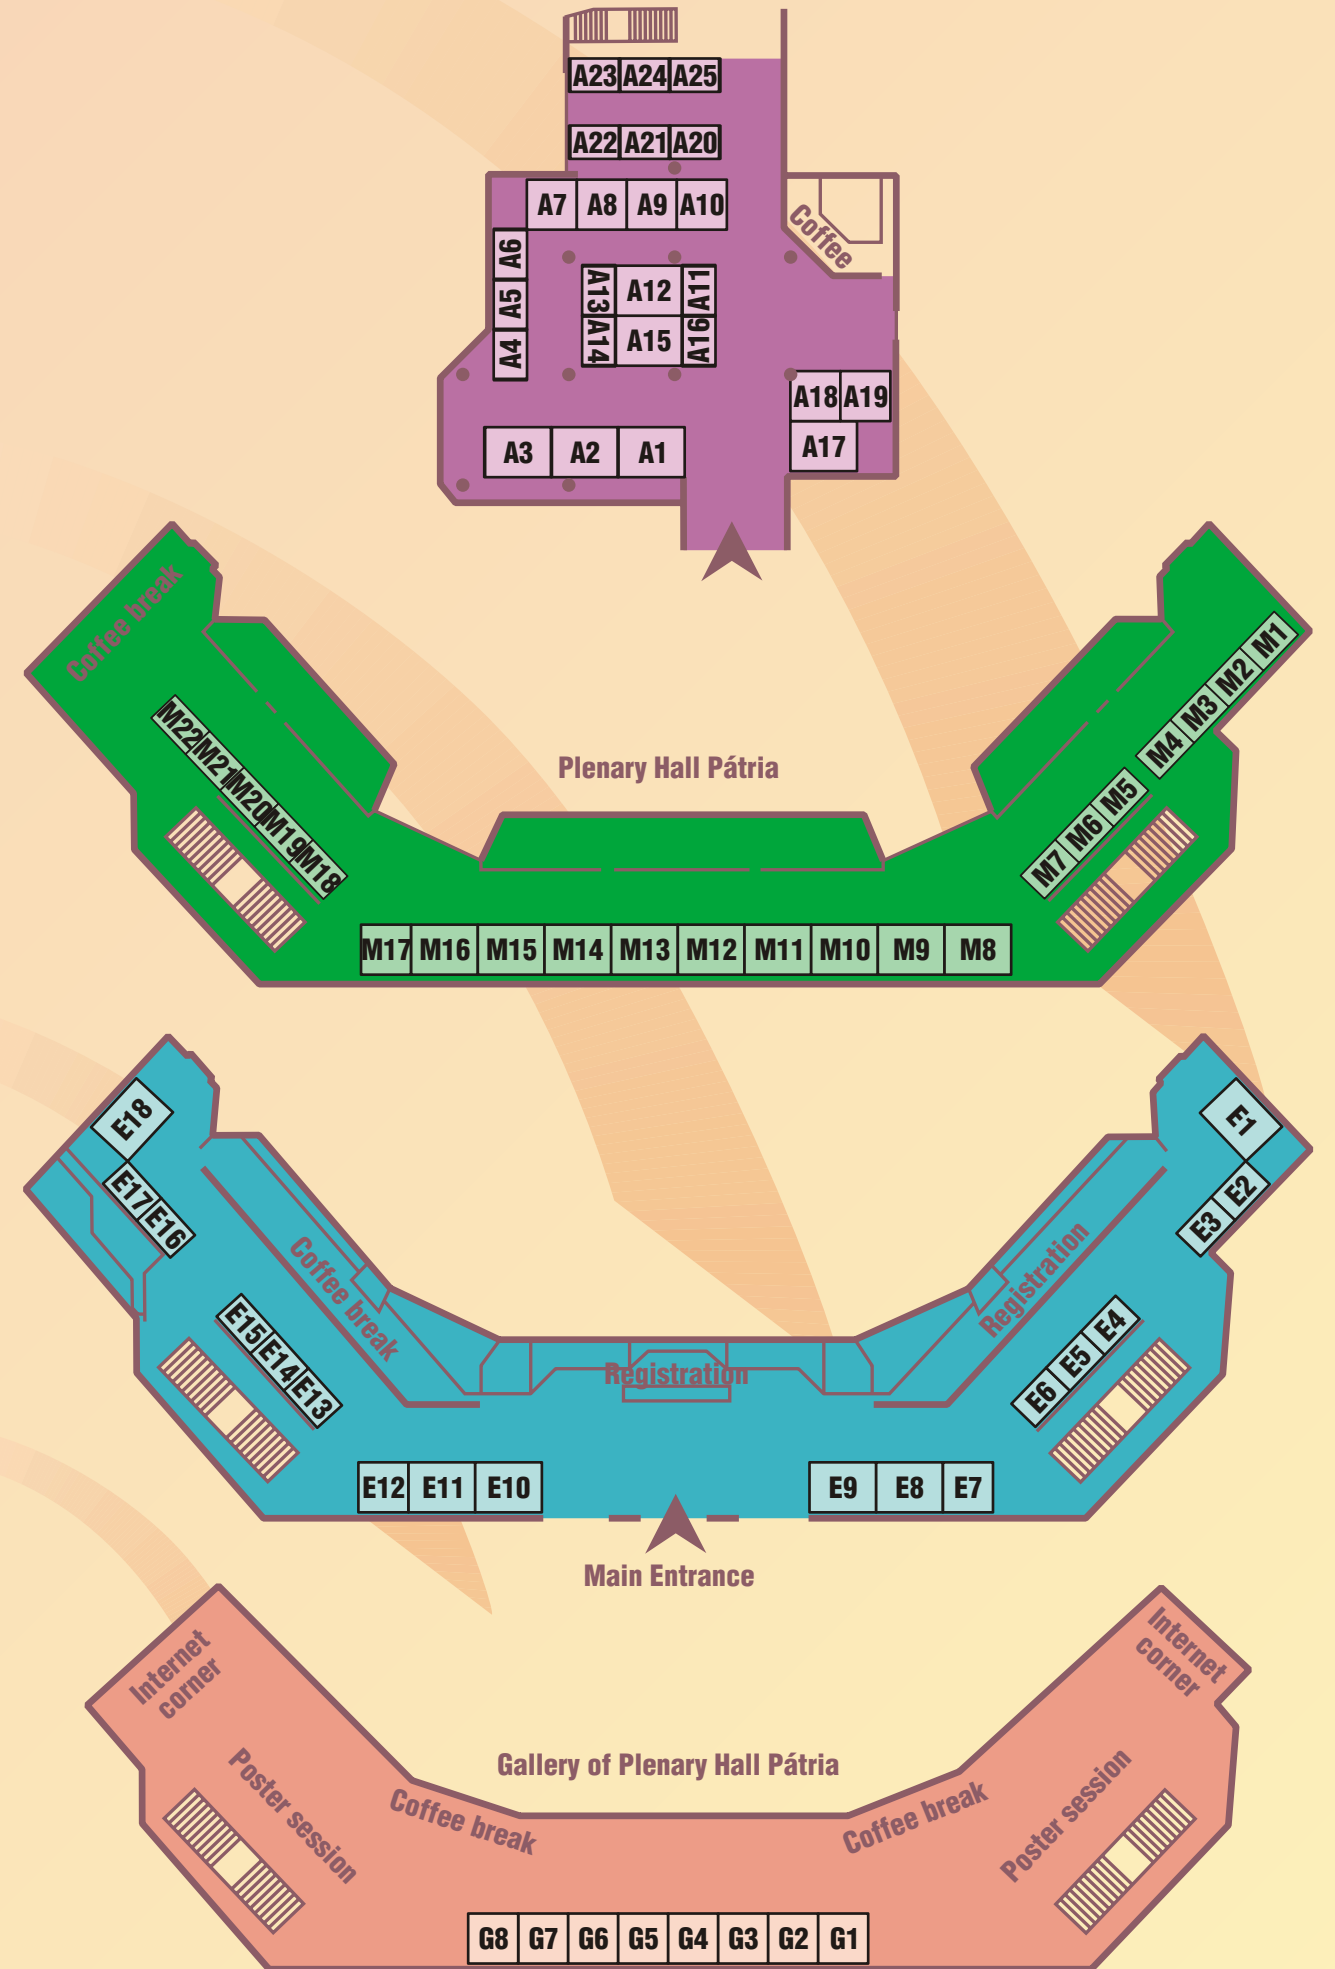 A23 A24 A25
A22 A21 A20
A7 A8 A9 A10
Coffee
A6
A5
A4
A13 A12 A11
A14 A15 A16
A18 A19
A17
A3 A2 A1
Coffee break
M1
M2
M3
M4
M5
M6
M7
M22
M21
M20
M19
M18
Plenary Hall Pátria
M17 M16 M15 M14 M13 M12 M11 M10 M9 M8
E18
E17
E16
E1
E2
E3
Coffee break
Registration
Registration
E15
E14
E13
E4
E5
E6
E12 E11 E10
E9 E8 E7
Main Entrance
Internet
corner
Internet
corner
Gallery of Plenary Hall Pátria
Poster session
Coffee break
Coffee break
Poster session
G8 G7 G6 G5 G4 G3 G2 G1